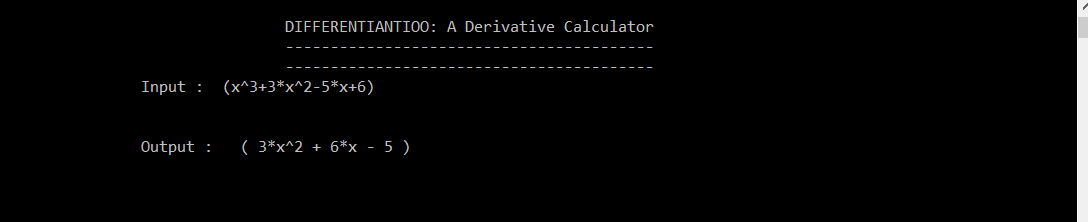 DIFFERENTIANTIOO: A Derivative Calculator
-----------------------------------------
-----------------------------------------
Input :  (x^3+3*x^2-5*x+6)
Output :   ( 3*x^2 + 6*x - 5 )